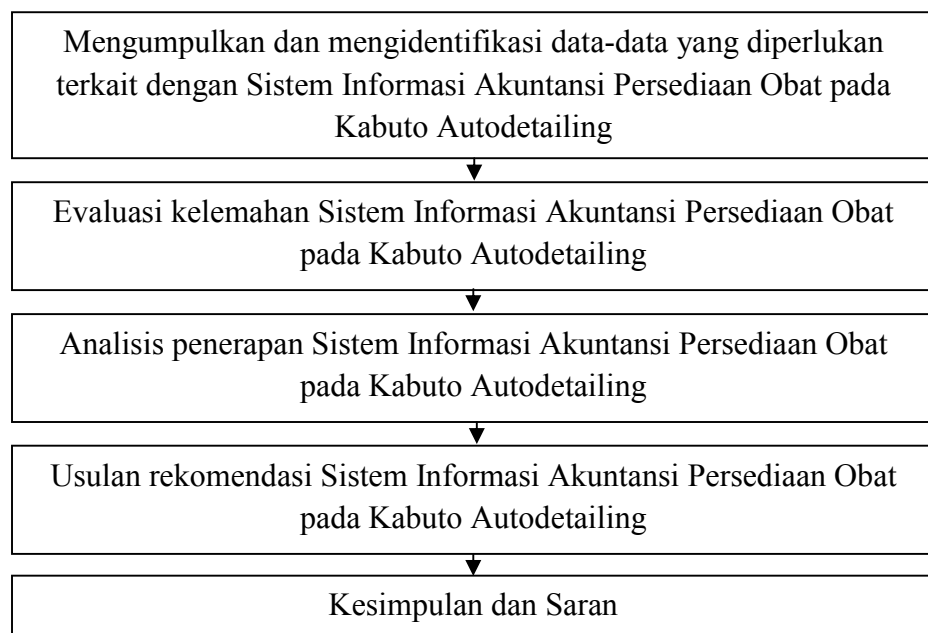 Mengumpulkan dan mengidentifikasi data-data yang diperlukan
terkait dengan Sistem Informasi Akuntansi Persediaan Obat pada
Kabuto Autodetailing
Evaluasi kelemahan Sistem Informasi Akuntansi Persediaan Obat
pada Kabuto Autodetailing
Analisis penerapan Sistem Informasi Akuntansi Persediaan Obat
pada Kabuto Autodetailing
Usulan rekomendasi Sistem Informasi Akuntansi Persediaan Obat
pada Kabuto Autodetailing
Kesimpulan dan Saran